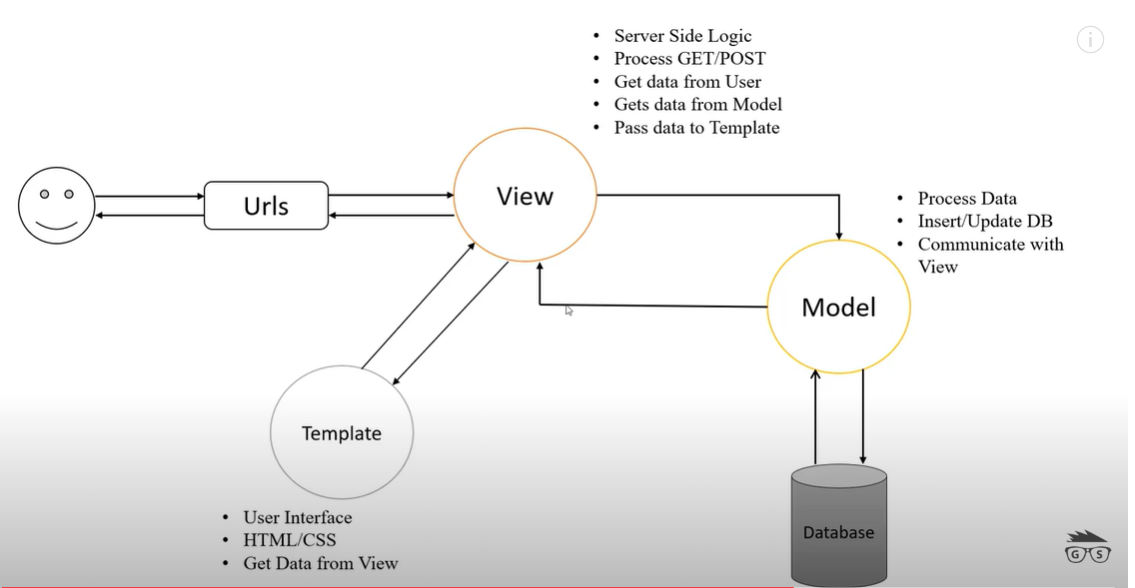 Server Side Logic
Process GET/POST
Get data from User
Gets data from Model
Pass data to Template
Urls
View
Process Data
Insert/Update DB
Communicate with
View
Model
Template
User Interface
HTML/CSS
Get Data from View
Database
G S
i